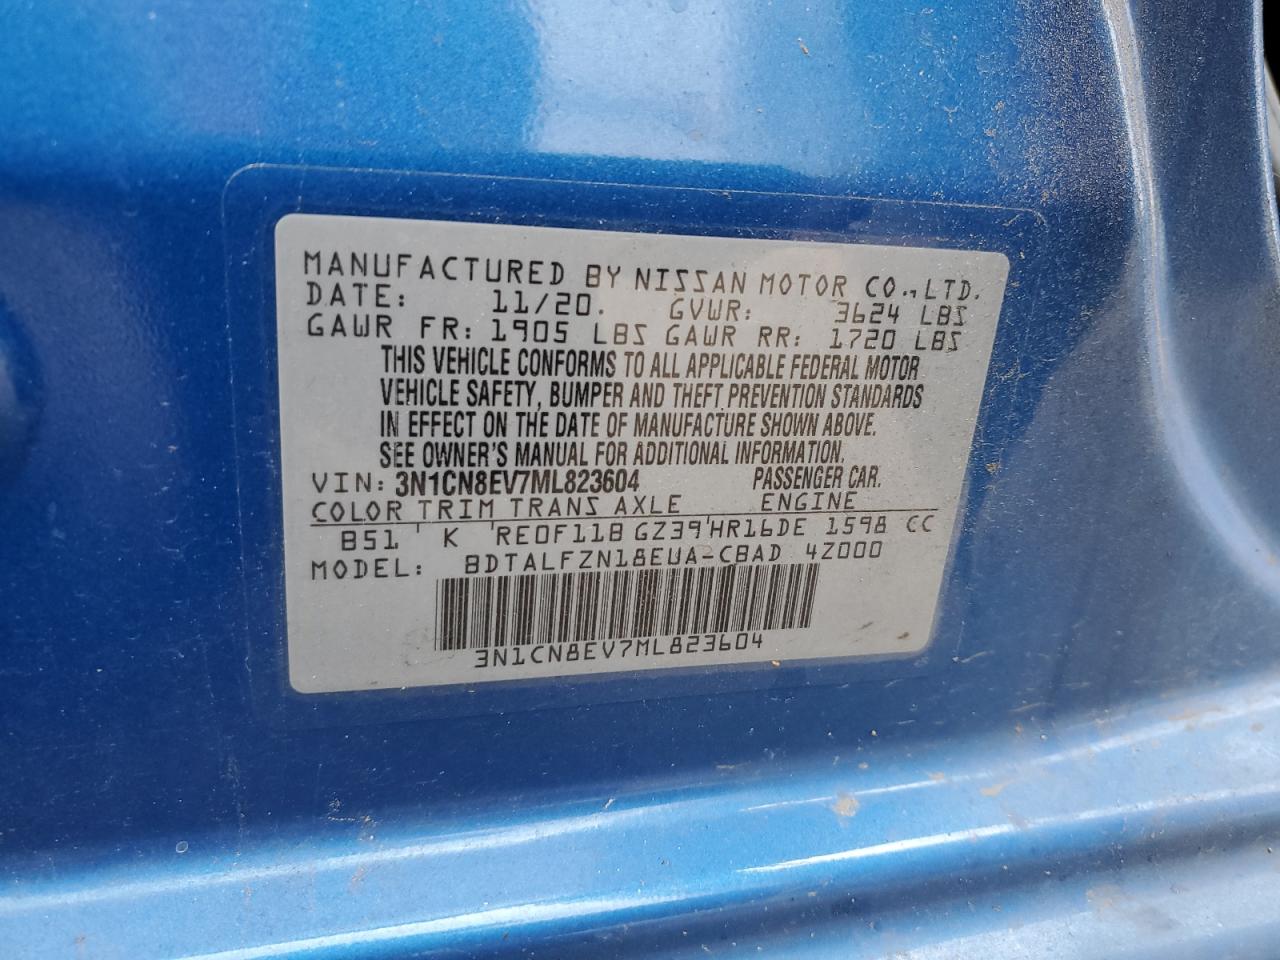 MANUFACTURED BY NISSAN MOTOR CO.,LTD.
DATE: 11/20. GVWR: 3624 LBS
GAWR FR: 1905 LBS GAWR RR: 1720 LBS
THIS VEHICLE CONFORMS TO ALL APPLICABLE FEDERAL MOTOR
VEHICLE SAFETY, BUMPER AND THEFT PREVENTION STANDARDS
IN EFFECT ON THE DATE OF MANUFACTURE SHOWN ABOVE.
SEE OWNER'S MANUAL FOR ADDITIONAL INFORMATION.
VIN: 3N1CN8EV7ML823604 PASSENGER CAR.
COLOR TRIM TRANS AXLE ENGINE
B51 K RE0F11B GZ39 HR16DE 1598 CC
MODEL: BDTALFZN18EUA-CBAD 4Z000
3N1CN8EV7ML823604